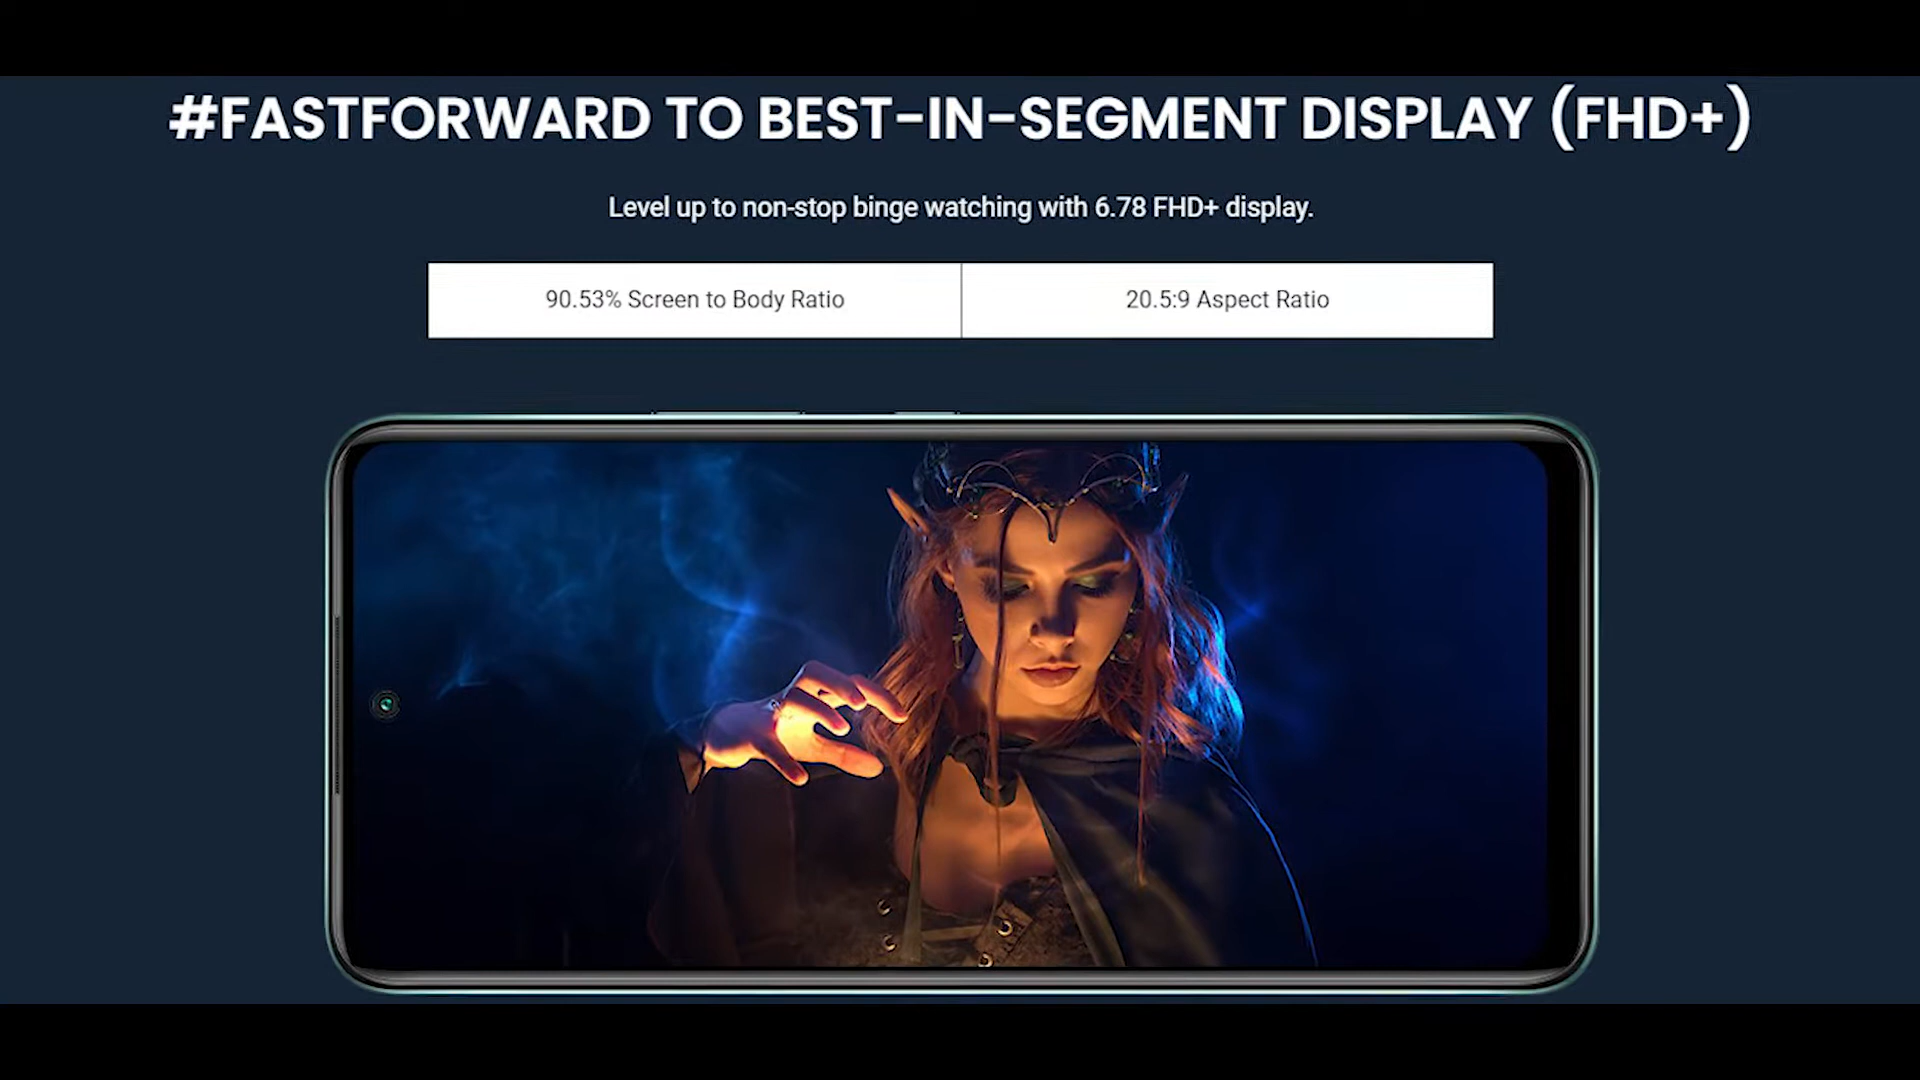 #FASTFORWARD TO BEST-IN-SEGMENT DISPLAY (FHD+)
Level up to non-stop binge watching with 6.78 FHD+ display.
90.53% Screen to Body Ratio
20.5:9 Aspect Ratio